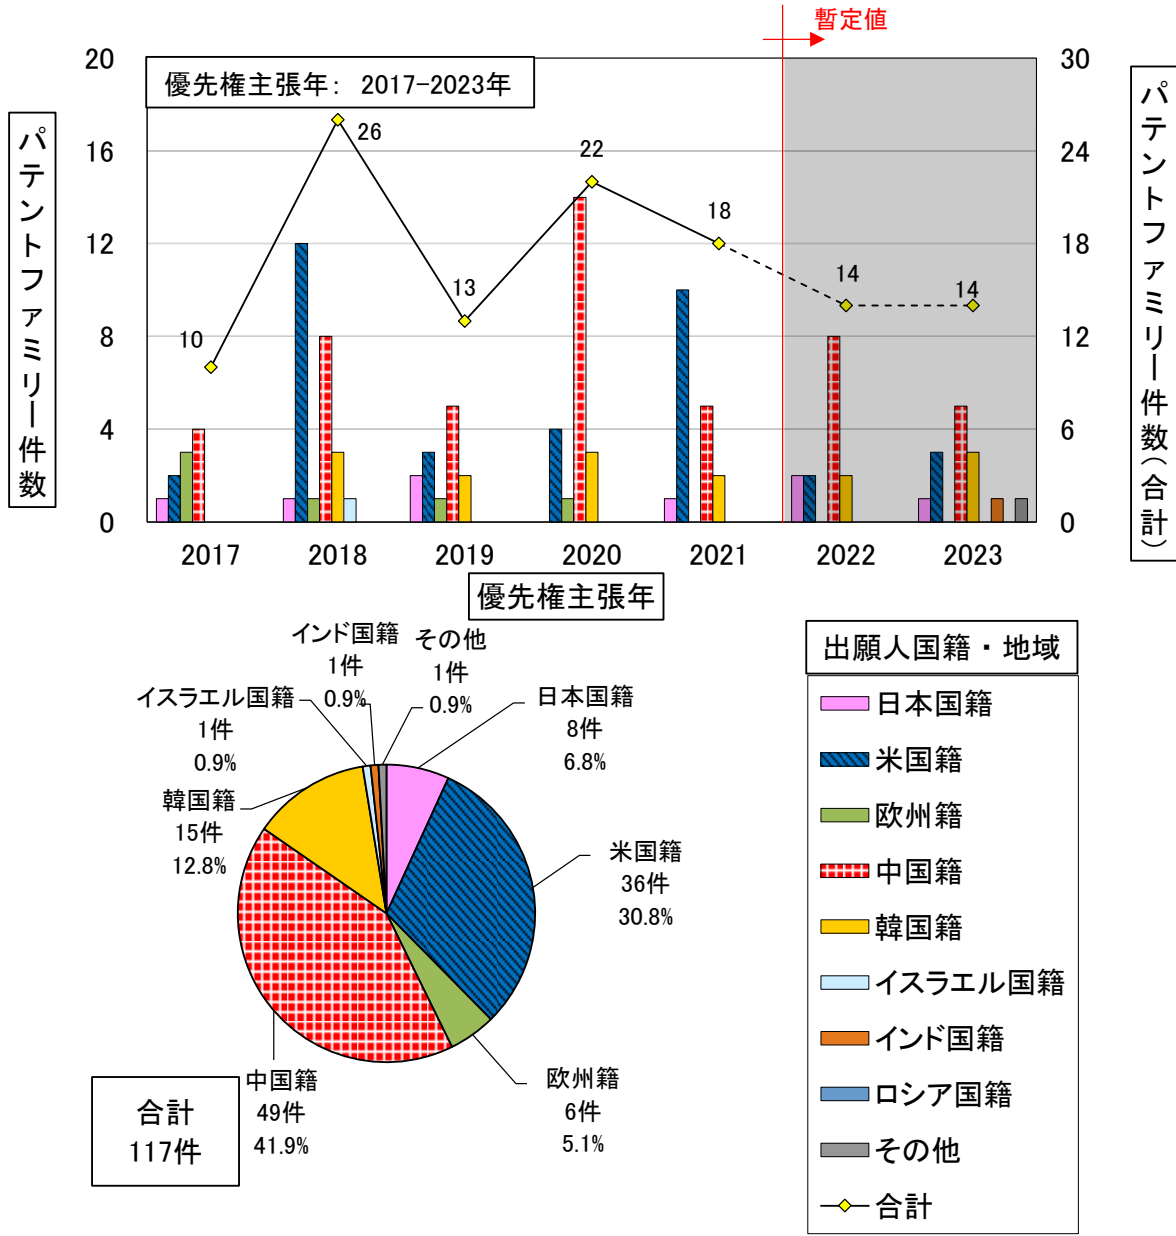 暫定値
優先権主張年： 2017-2023年
パテントファミリー件数
パテントファミリー件数（合計）
20
16
12
8
4
0
30
24
18
12
6
0
10
26
13
22
18
14
14
2017
2018
2019
2020
2021
2022
2023
優先権主張年
インド国籍
1件
0.9%
その他
1件
0.9%
イスラエル国籍
1件
0.9%
日本国籍
8件
6.8%
韓国籍
15件
12.8%
米国籍
36件
30.8%
中国籍
49件
41.9%
欧州籍
6件
5.1%
合計
117件
出願人国籍・地域
日本国籍
米国籍
欧州籍
中国籍
韓国籍
イスラエル国籍
インド国籍
ロシア国籍
その他
合計